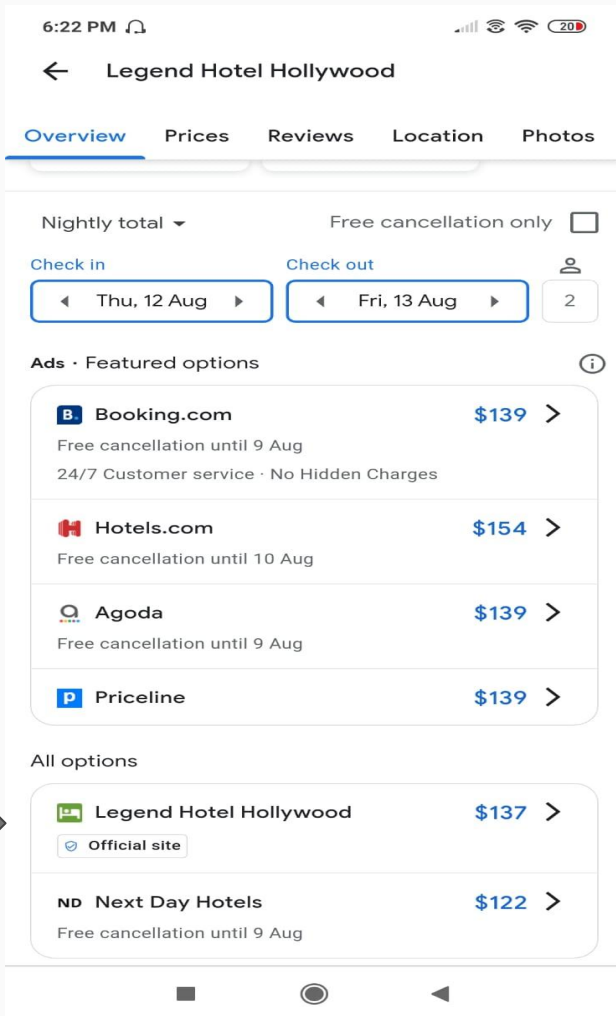 6:22 PM
20
Legend Hotel Hollywood
Overview Prices Reviews Location Photos
Nightly total Free cancellation only
Check in Check out
Thu, 12 Aug Fri, 13 Aug 2
Ads · Featured options
B. Booking.com $139
Free cancellation until 9 Aug
24/7 Customer service · No Hidden Charges
Hotels.com $154
Free cancellation until 10 Aug
Agoda $139
Free cancellation until 9 Aug
P Priceline $139
All options
Legend Hotel Hollywood $137
Official site
ND Next Day Hotels $122
Free cancellation until 9 Aug